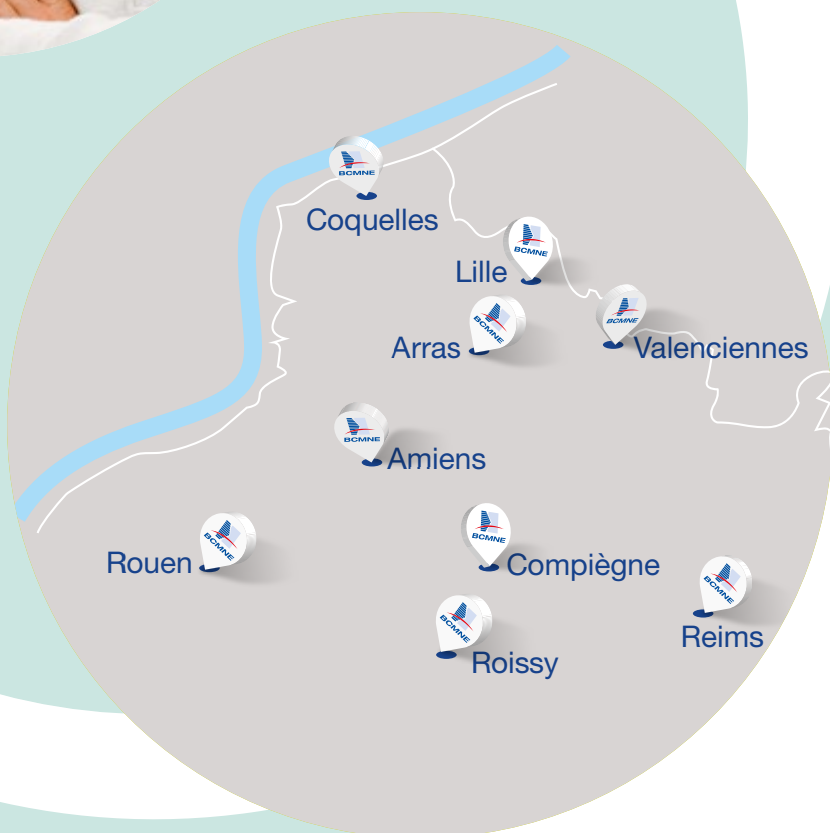 BCMNE
Coquelles
BCMNE
Lille
BCMNE
Arras
BCMNE
Valenciennes
BCMNE
Amiens
BCMNE
Rouen
BCMNE
Compiègne
BCMNE
Reims
BCMNE
Roissy